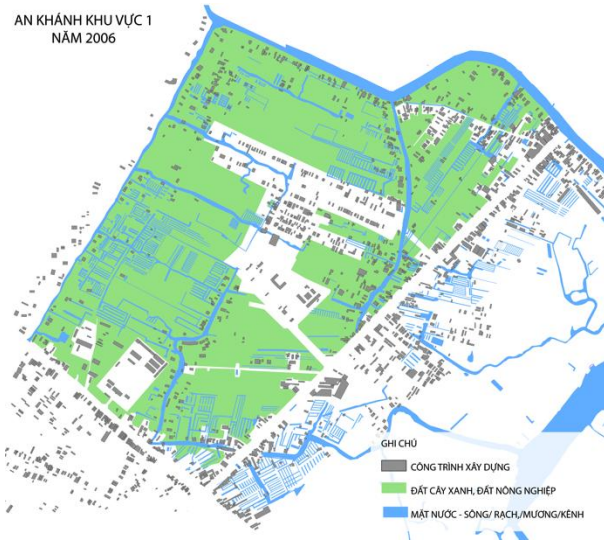 AN KHÁNH KHU VỰC 1
NĂM 2006
GHI CHÚ
CÔNG TRÌNH XÂY DỰNG
ĐẤT CÂY XANH, ĐẤT NÔNG NGHIỆP
MẶT NƯỚC - SÔNG/ RẠCH,/MƯƠNG/KÊNH